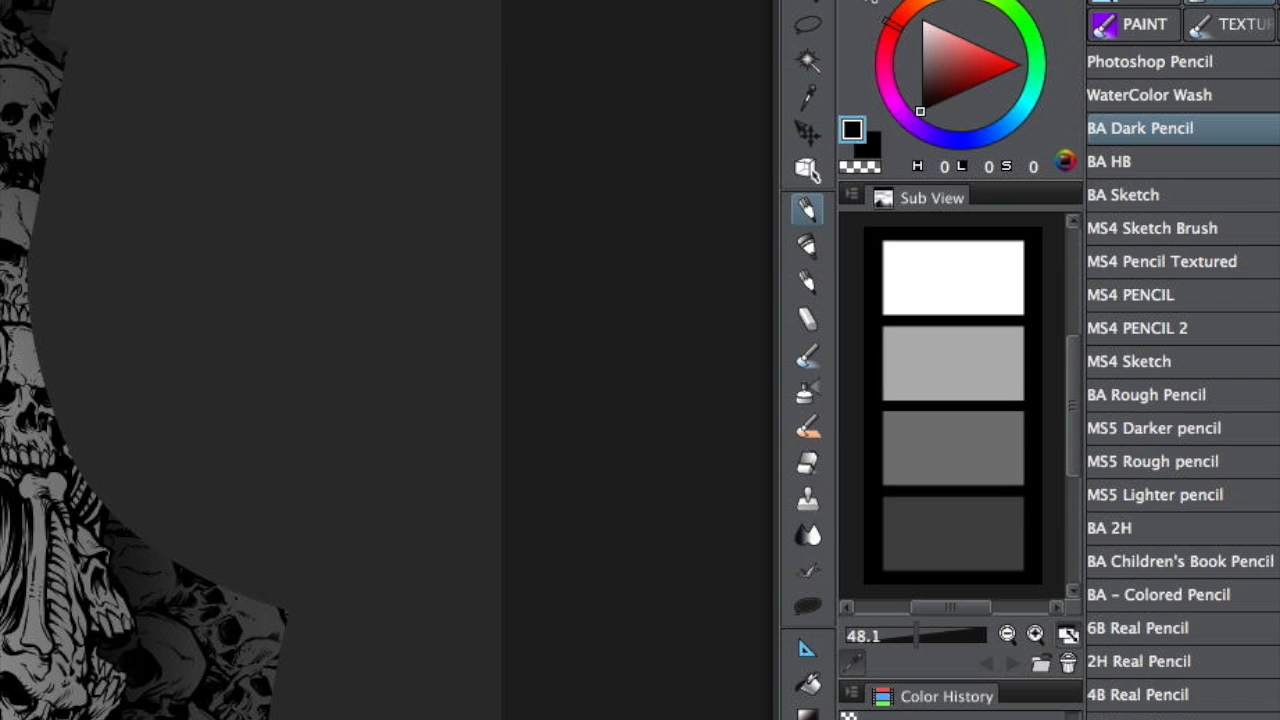 PAINT
TEXTUR
Photoshop Pencil
WaterColor Wash
BA Dark Pencil
BA HB
BA Sketch
MS4 Sketch Brush
MS4 Pencil Textured
MS4 PENCIL
MS4 PENCIL 2
MS4 Sketch
BA Rough Pencil
MS5 Darker pencil
MS5 Rough pencil
MS5 Lighter pencil
BA 2H
BA Children's Book Pencil
BA - Colored Pencil
6B Real Pencil
2H Real Pencil
4B Real Pencil
H 0 L 0 S 0
Sub View
48.1
Color History